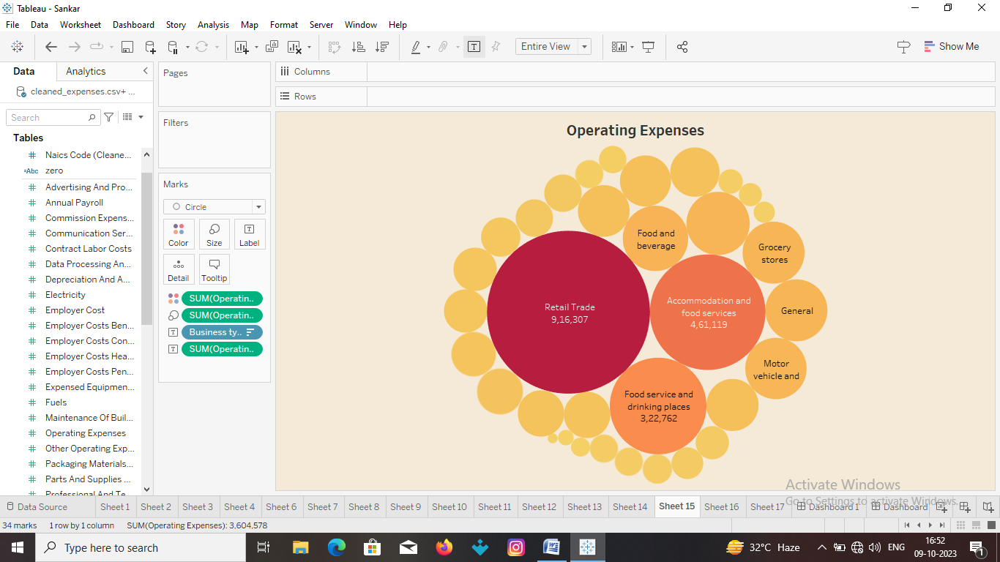 Tableau - Sankar
File Data Worksheet Dashboard Story Analysis Map Format Server Window Help
Entire View
Show Me
Data Analytics
cleaned_expenses.csv+ ...
Search
Tables
Naics Code (Cleane...
=Abc zero
Advertising And Pro...
Annual Payroll
Commission Expens...
Communication Ser...
Contract Labor Costs
Data Processing An...
Depreciation And A...
Electricity
Employer Cost
Employer Costs Ben...
Employer Costs Con...
Employer Costs Hea...
Employer Costs Pen...
Expensed Equipmen...
Fuels
Maintenance Of Buil...
Operating Expenses
Other Operating Exp...
Packaging Materials...
Parts And Supplies ...
Professional And Te...
Pages
Filters
Marks
Circle
Color Size Label
Detail Tooltip
SUM(Operatin..
SUM(Operatin..
Business ty..
SUM(Operatin..
Columns
Rows
Operating Expenses
Food and
beverage
Grocery
stores
Retail Trade
9,16,307
Accommodation and
food services
4,61,119
General
Motor
vehicle and
Food service and
drinking places
3,22,762
Activate Windows
Go to Settings to activate Windows.
Data Source Sheet 1 Sheet 2 Sheet 3 Sheet 4 Sheet 6 Sheet 7 Sheet 8 Sheet 9 Sheet 10 Sheet 11 Sheet 12 Sheet 13 Sheet 14 Sheet 15 Sheet 16 Sheet 17 Dashboard 1 Dashboard
34 marks 1 row by 1 column SUM(Operating Expenses): 3,604,578
Type here to search
32°C Haze
ENG
16:52
09-10-2023
1